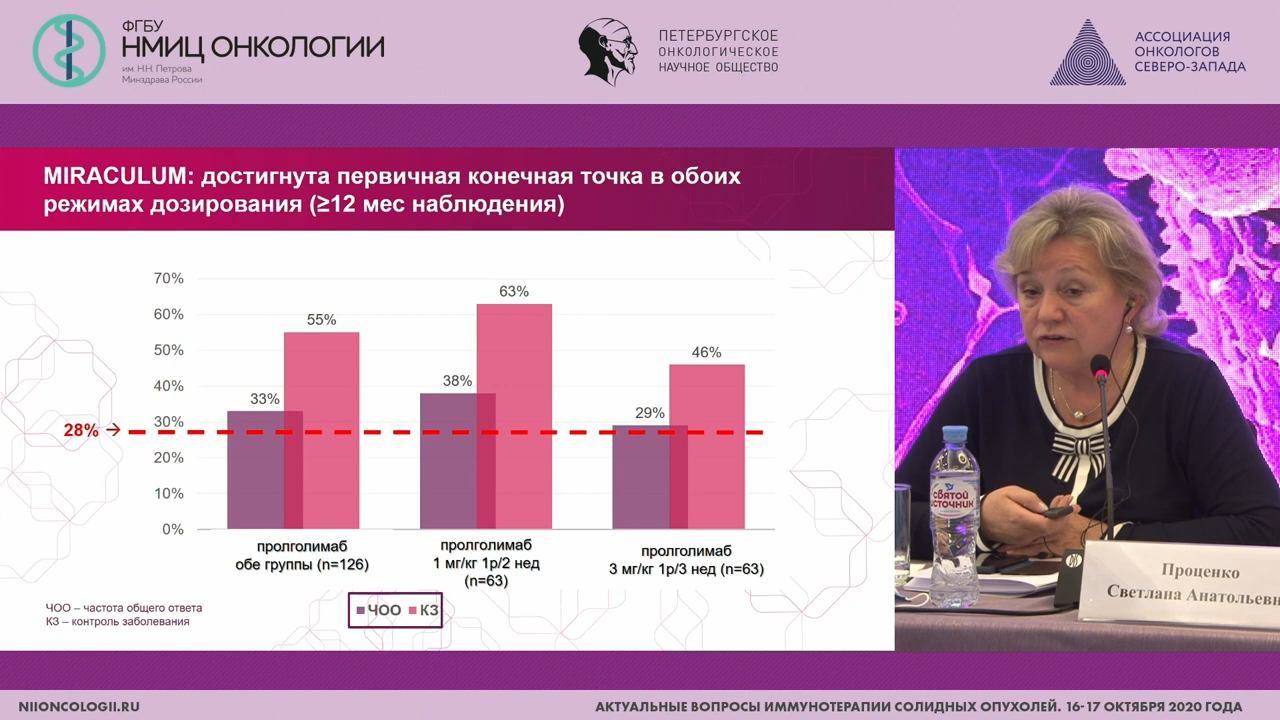 ФГБУ
НМИЦ ОНКОЛОГИИ
им. Н.Н. Петрова
Минздрава России
ПЕТЕРБУРГСКОЕ
ОНКОЛОГИЧЕСКОЕ
НАУЧНОЕ ОБЩЕСТВО
АССОЦИАЦИЯ
ОНКОЛОГОВ
СЕВЕРО-ЗАПАДА
MIRACULUM: достигнута первичная конечная точка в обоих
режимах дозирования (≥12 мес наблюдения)
70%
60%
50%
40%
30%
20%
10%
0%
28% →
33%
55%
38%
63%
29%
46%
пролголимаб
обе группы (n=126)
пролголимаб
1 мг/кг 1р/2 нед
(n=63)
пролголимаб
3 мг/кг 1р/3 нед (n=63)
ЧОО КЗ
ЧОО – частота общего ответа
КЗ – контроль заболевания
СВЯТОЙ
ИСТОЧНИК
Проценко
Светлана Анатольевн
NIIONCOLOGII.RU
АКТУАЛЬНЫЕ ВОПРОСЫ ИММУНОТЕРАПИИ СОЛИДНЫХ ОПУХОЛЕЙ. 16-17 ОКТЯБРЯ 2020 ГОДА